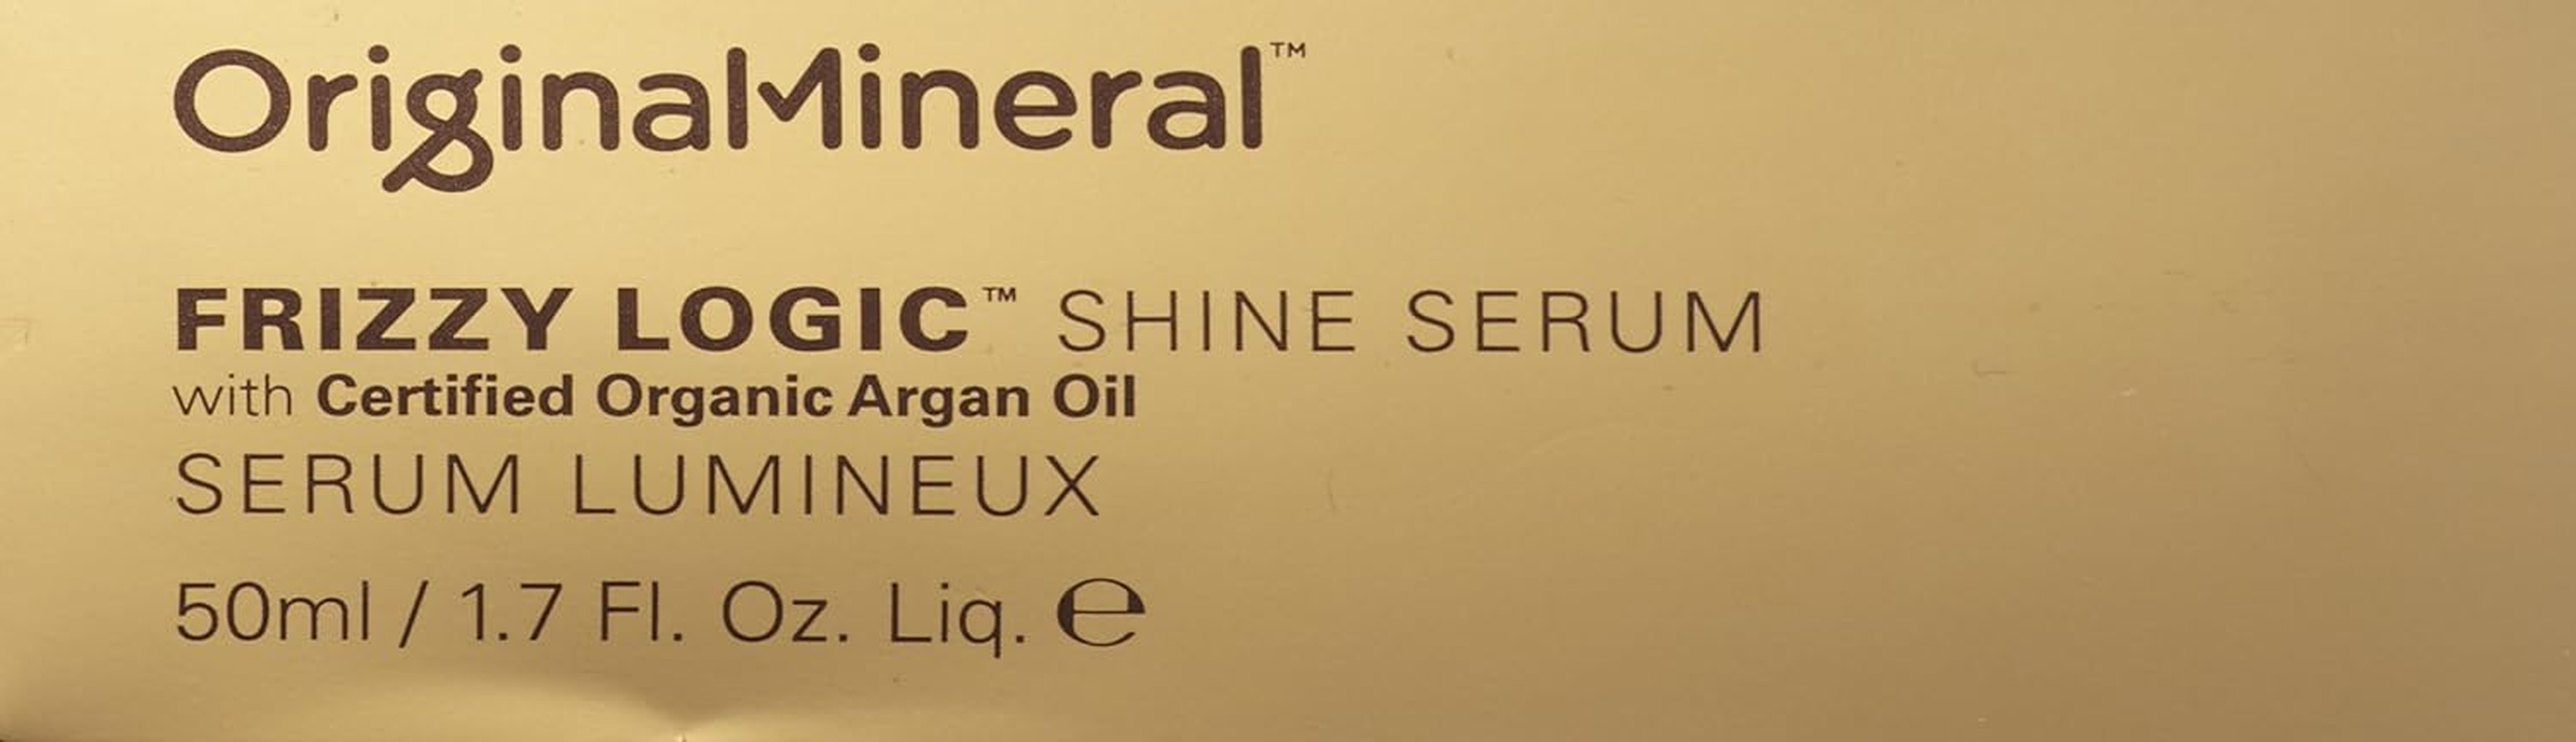 OriginalMineral™
FRIZZY LOGIC™ SHINE SERUM
with Certified Organic Argan Oil
SERUM LUMINEUX
50ml / 1.7 Fl. Oz. Liq. ℮